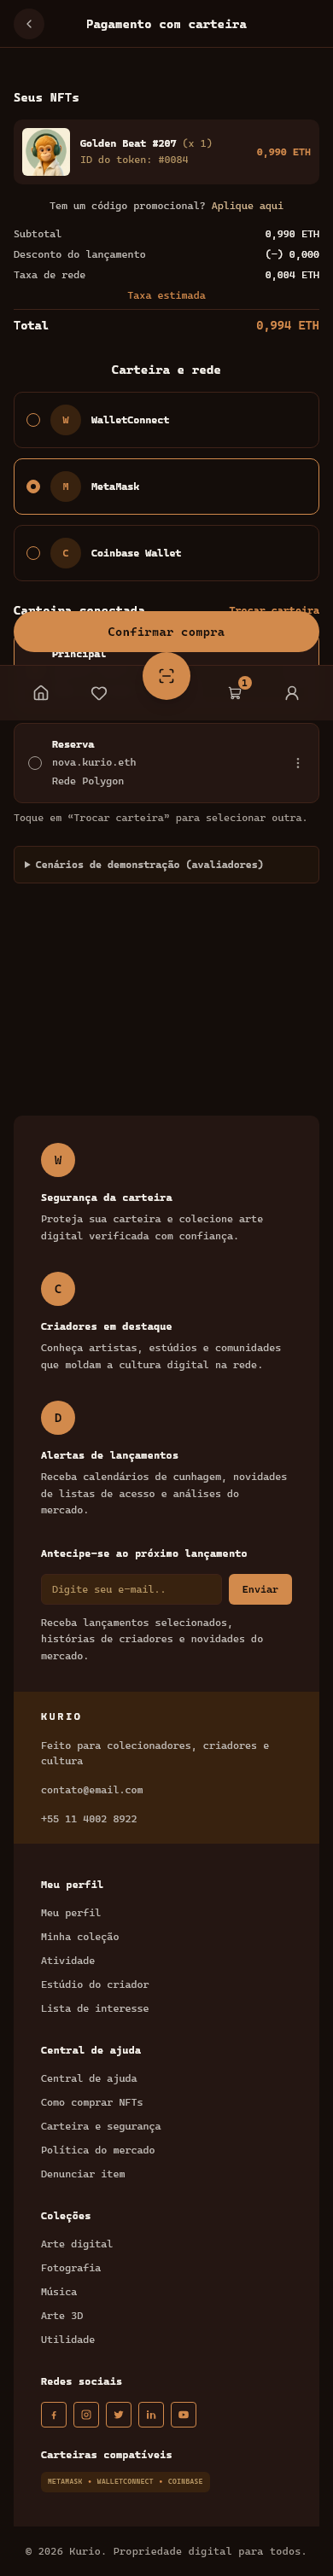 Pagamento com carteira
Seus NFTs
Golden Beat #207 (x 1)
ID do token: #0084
0,990 ETH
Tem um código promocional? Aplique aqui
Subtotal 0,990 ETH
Desconto do lançamento (−) 0,000
Taxa de rede 0,004 ETH
Taxa estimada
Total 0,994 ETH
Carteira e rede
W WalletConnect
M MetaMask
C Coinbase Wallet
Carteira conectada Trocar carteira
Confirmar compra
Principal
1
Reserva
nova.kurio.eth
Rede Polygon
Toque em “Trocar carteira” para selecionar outra.
Cenários de demonstração (avaliadores)
W
Segurança da carteira
Proteja sua carteira e colecione arte
digital verificada com confiança.
C
Criadores em destaque
Conheça artistas, estúdios e comunidades
que moldam a cultura digital na rede.
D
Alertas de lançamentos
Receba calendários de cunhagem, novidades
de listas de acesso e análises do
mercado.
Antecipe-se ao próximo lançamento
Digite seu e-mail.. Enviar
Receba lançamentos selecionados,
histórias de criadores e novidades do
mercado.
KURIO
Feito para colecionadores, criadores e
cultura
contato@email.com
+55 11 4002 8922
Meu perfil
Meu perfil
Minha coleção
Atividade
Estúdio do criador
Lista de interesse
Central de ajuda
Central de ajuda
Como comprar NFTs
Carteira e segurança
Política do mercado
Denunciar item
Coleções
Arte digital
Fotografia
Música
Arte 3D
Utilidade
Redes sociais
Carteiras compatíveis
METAMASK • WALLETCONNECT • COINBASE
© 2026 Kurio. Propriedade digital para todos.